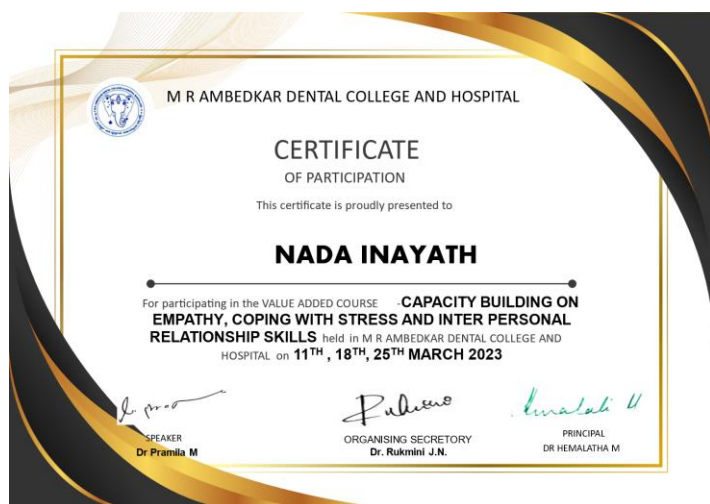 M R AMBEDKAR DENTAL COLLEGE AND HOSPITAL
CERTIFICATE
OF PARTICIPATION
This certificate is proudly presented to
NADA INAYATH
For participating in the VALUE ADDED COURSE -CAPACITY BUILDING ON
EMPATHY, COPING WITH STRESS AND INTER PERSONAL
RELATIONSHIP SKILLS held in M R AMBEDKAR DENTAL COLLEGE AND
HOSPITAL on 11TH , 18TH, 25TH MARCH 2023
SPEAKER
Dr Pramila M
ORGANISING SECRETORY
Dr. Rukmini J.N.
PRINCIPAL
DR HEMALATHA M